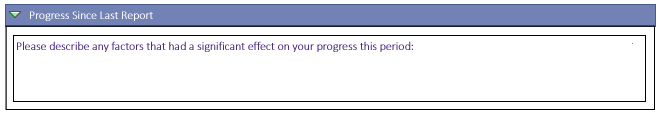 Progress Since Last Report
Please describe any factors that had a significant effect on your progress this period: